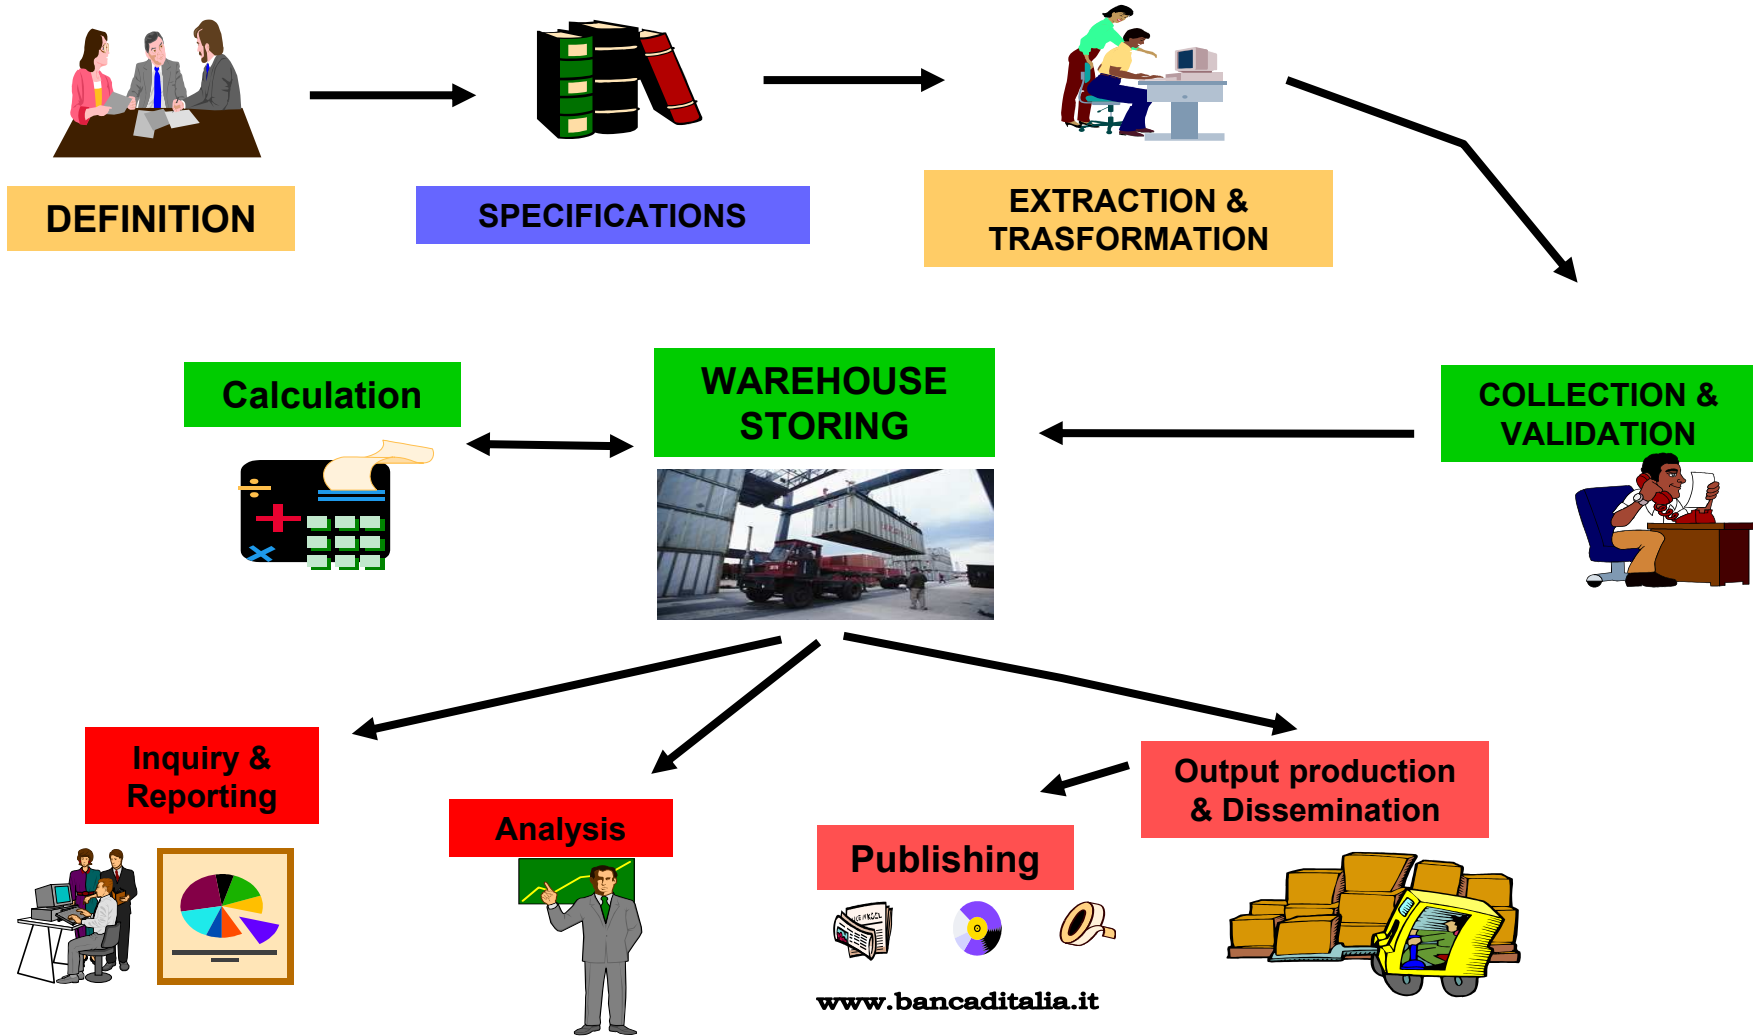 DEFINITION
SPECIFICATIONS
EXTRACTION &
TRASFORMATION
Calculation
WAREHOUSE
STORING
COLLECTION &
VALIDATION
Inquiry &
Reporting
Analysis
Publishing
Output production
& Dissemination
www.bancaditalia.it